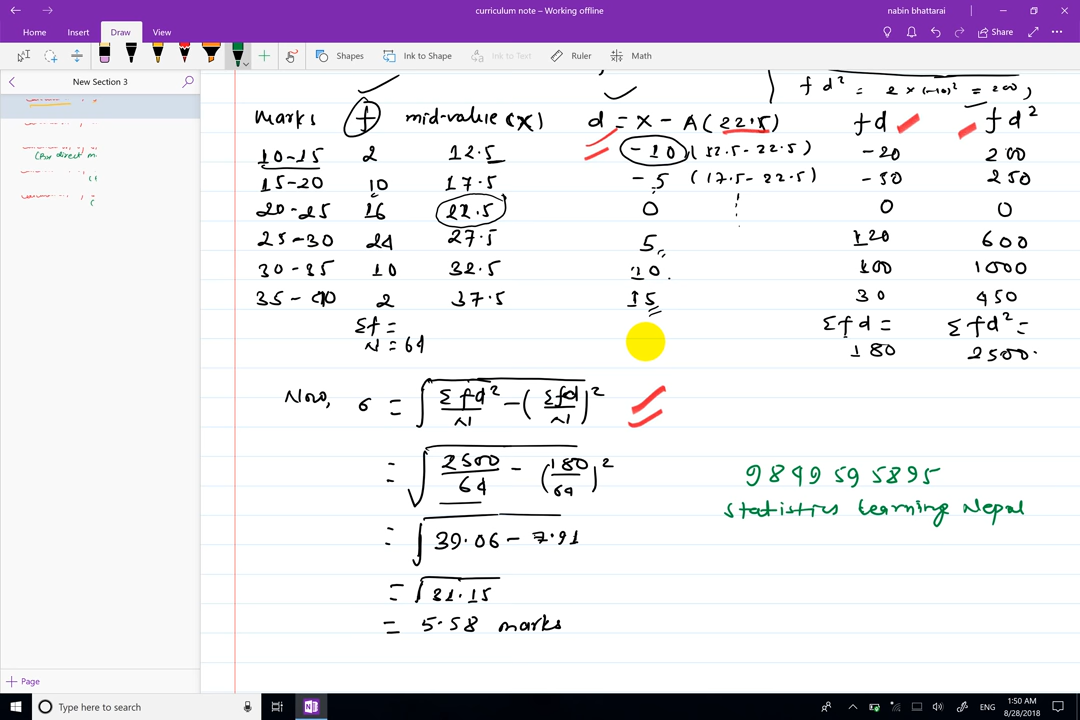 curriculum note – Working offline
nabin bhattarai
Home Insert Draw View
Share
Shapes Ink to Shape Ink to Text Ruler Math
New Section 3
f d² = 2 x (-10)² = 200,
marks f mid-value (x) d = x - A (22.5) fd fd²
10-15 2 12.5 -10 (12.5-22.5) -20 200
15-20 10 17.5 -5 (17.5-22.5) -50 250
20-25 16 22.5 0 0 0
25-30 24 27.5 5 120 600
30-35 10 32.5 10 100 1000
35-40 2 37.5 15 30 450
Σf = Σfd = Σfd² =
N = 64 180 2500
Now, σ = √Σfd²/N - (Σfd/N)²
= √2500/64 - (180/64)²
= √39.06 - 7.91
= √31.15
= 5.58 marks
9849595895
Statistics Learning Nepal
+ Page
Type here to search
ENG
1:50 AM
8/28/2018